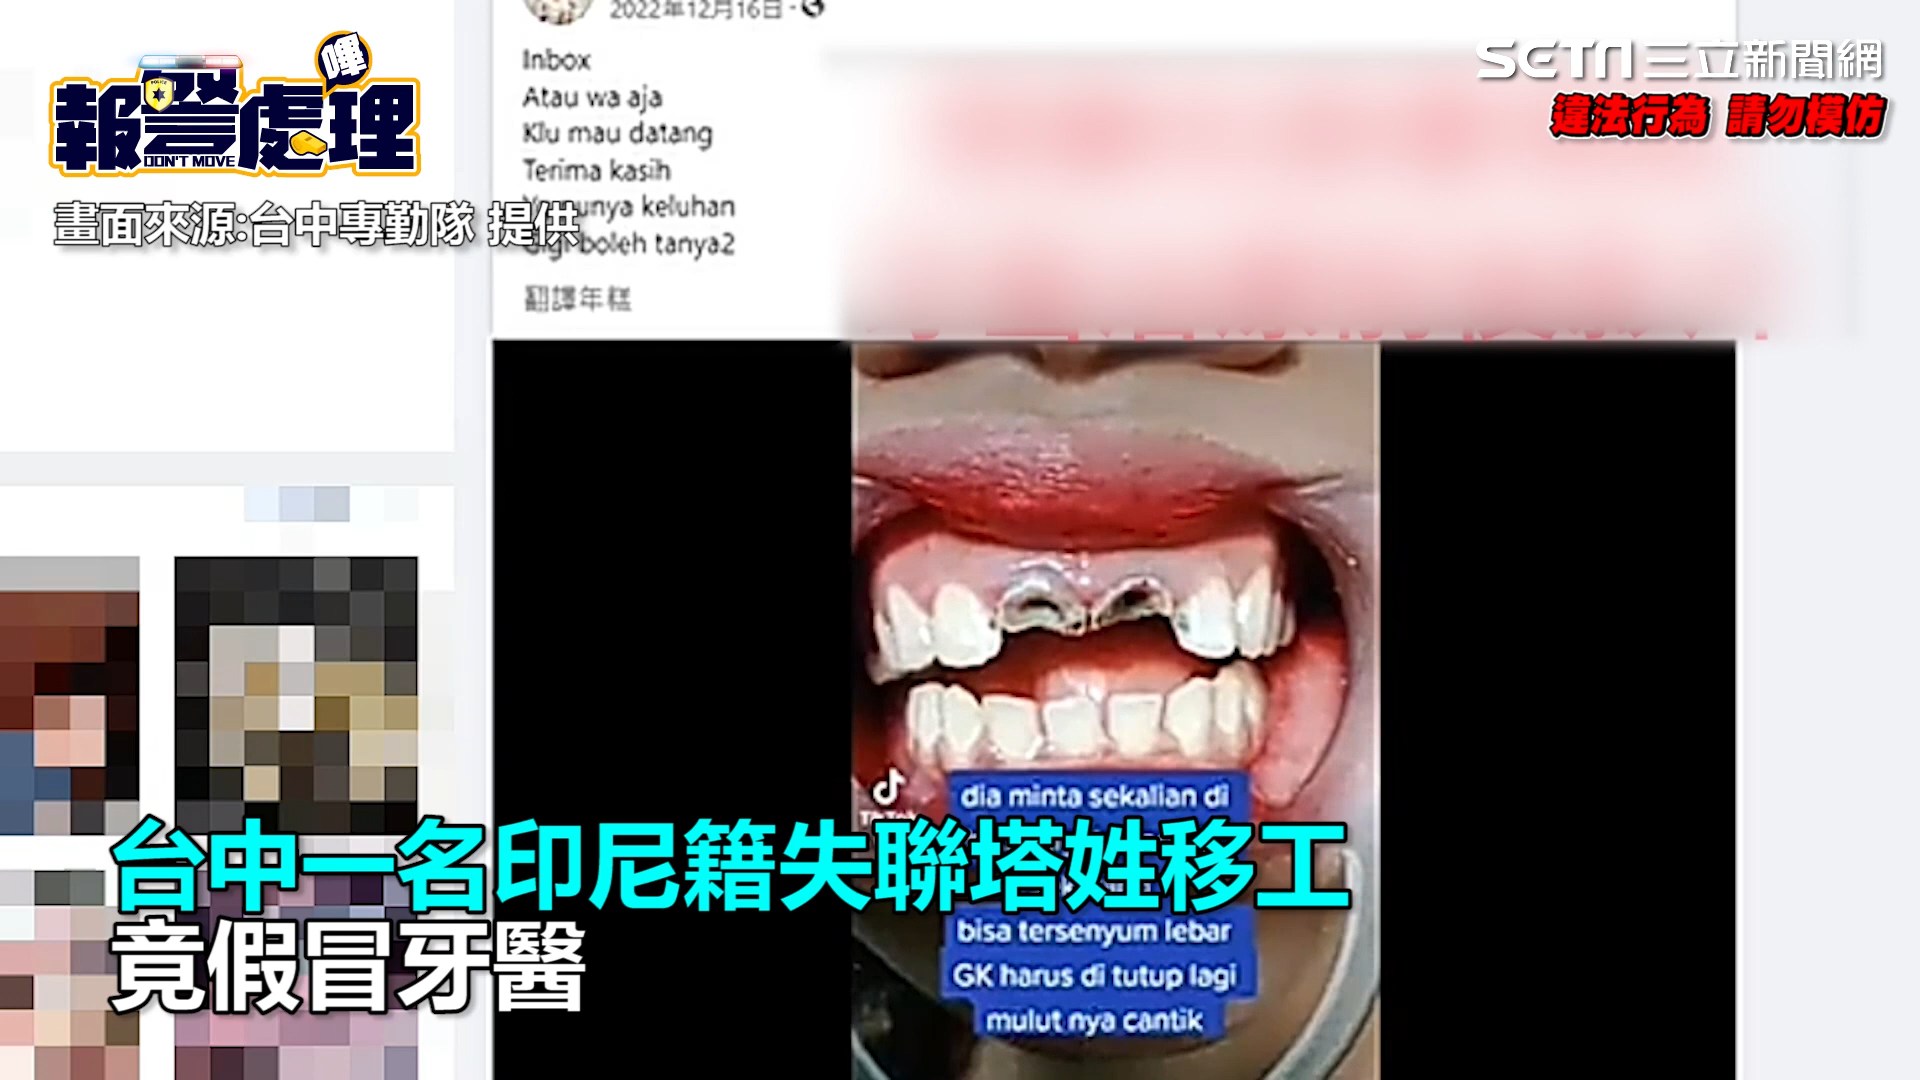 2022年12月16日 ·
Inbox
Atau wa aja
Klu mau datang
Terima kasih
keluhan
boleh tanya2
翻譯年糕
嗶
報警處理
POLICE
DON'T MOVE
畫面來源:台中專勤隊 提供
SETN三立新聞網
違法行為 請勿模仿
dia minta sekalian di
bisa tersenyum lebar
GK harus di tutup lagi
mulut nya cantik
台中一名印尼籍失聯塔姓移工
竟假冒牙醫